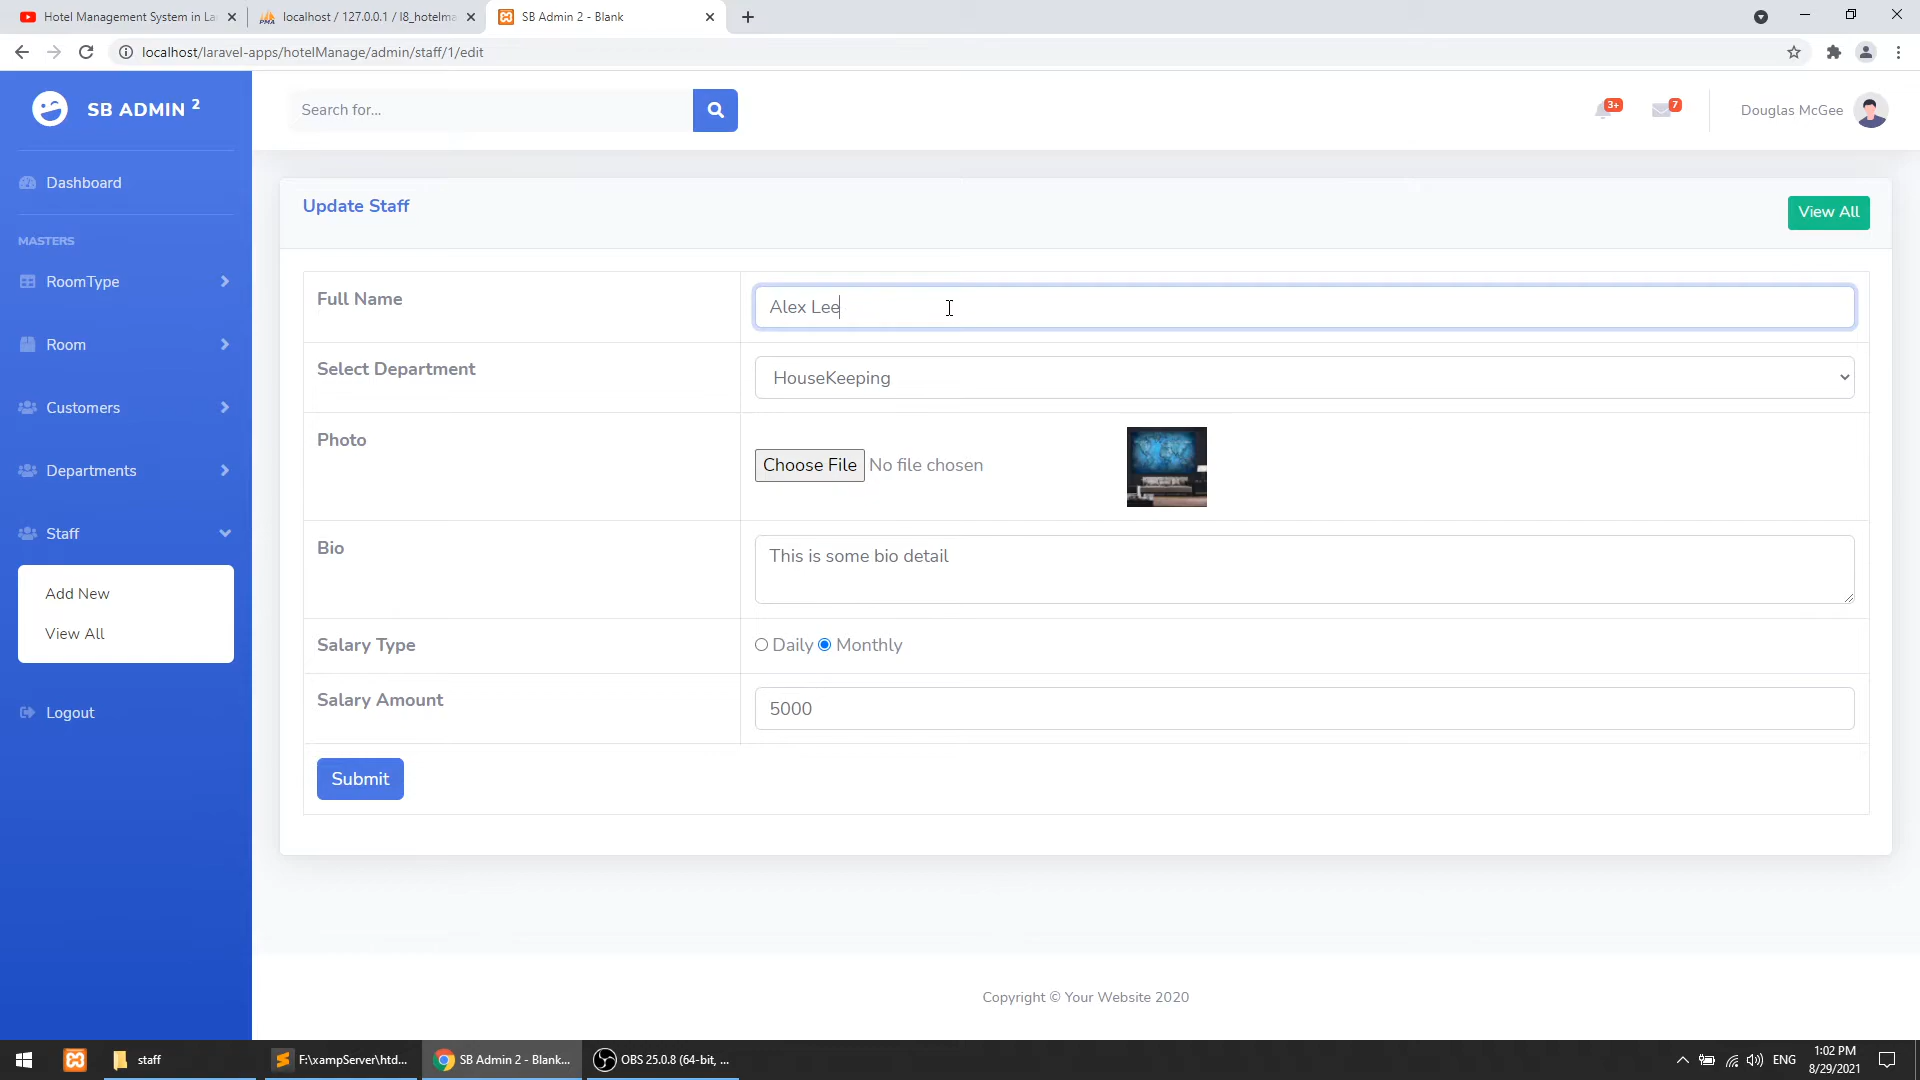 Hotel Management System in La
localhost / 127.0.0.1 / l8_hotelma
SB Admin 2 - Blank
localhost/laravel-apps/hotelManage/admin/staff/1/edit
SB ADMIN 2
Search for...
3+
7
Douglas McGee
Dashboard
MASTERS
RoomType
Room
Customers
Departments
Staff
Add New
View All
Logout
Update Staff
View All
Full Name
Alex Lee
Select Department
HouseKeeping
Photo
Choose File No file chosen
Bio
This is some bio detail
Salary Type
Daily Monthly
Salary Amount
5000
Submit
Copyright © Your Website 2020
staff
F:\xampServer\htd...
SB Admin 2 - Blank...
OBS 25.0.8 (64-bit, ...
ENG
1:02 PM
8/29/2021